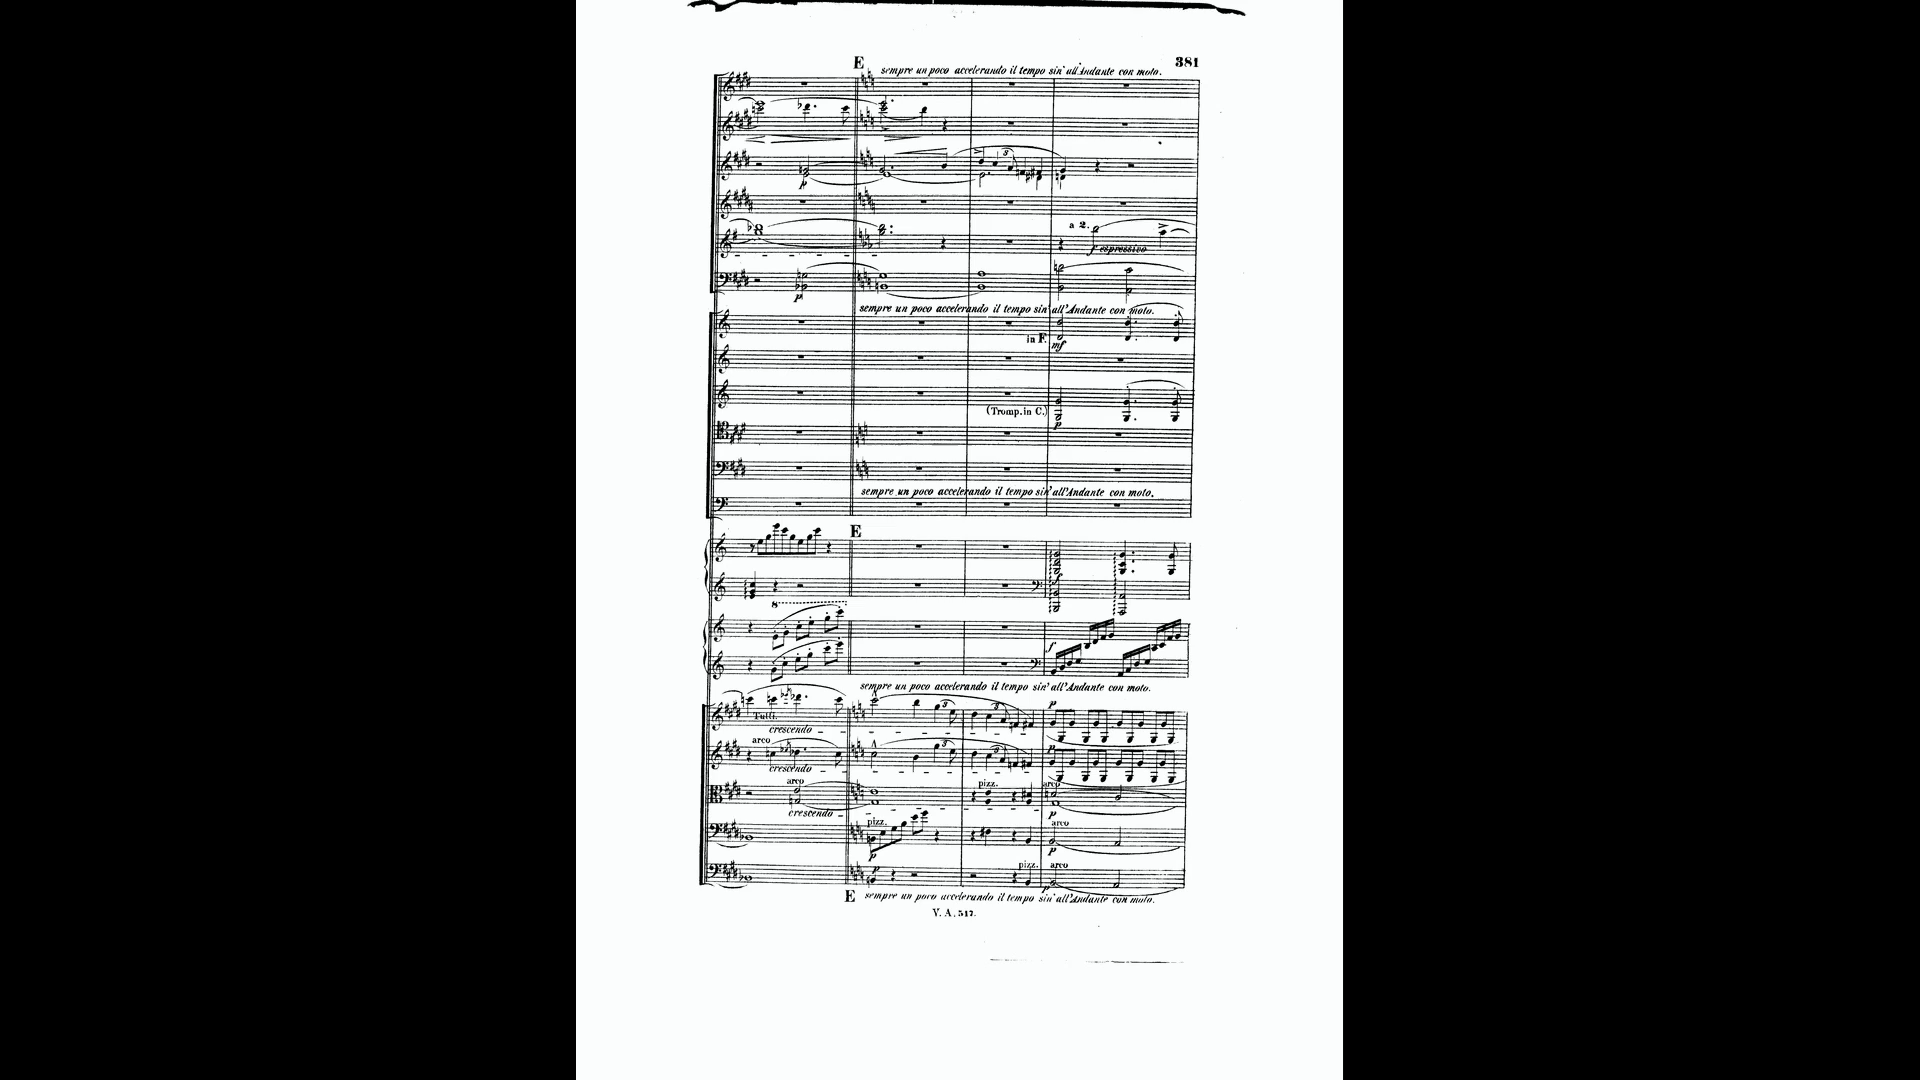 E sempre un poco accelerando il tempo sin' all'Andante con moto. 381
p
a 2.
f espressivo
p
sempre un poco accelerando il tempo sin' all'Andante con moto.
in F. mf
(Tromp. in C.)
p
sempre un poco accelerando il tempo sin' all'Andante con moto.
E
8
f
sempre un poco accelerando il tempo sin' all'Andante con moto.
p
Tutti.
crescendo
arco
p
crescendo
arco pizz. arco
crescendo p
pizz. arco
p p
pizz. arco
p p
E sempre un poco accelerando il tempo sin' all'Andante con moto.
V. A. 517.